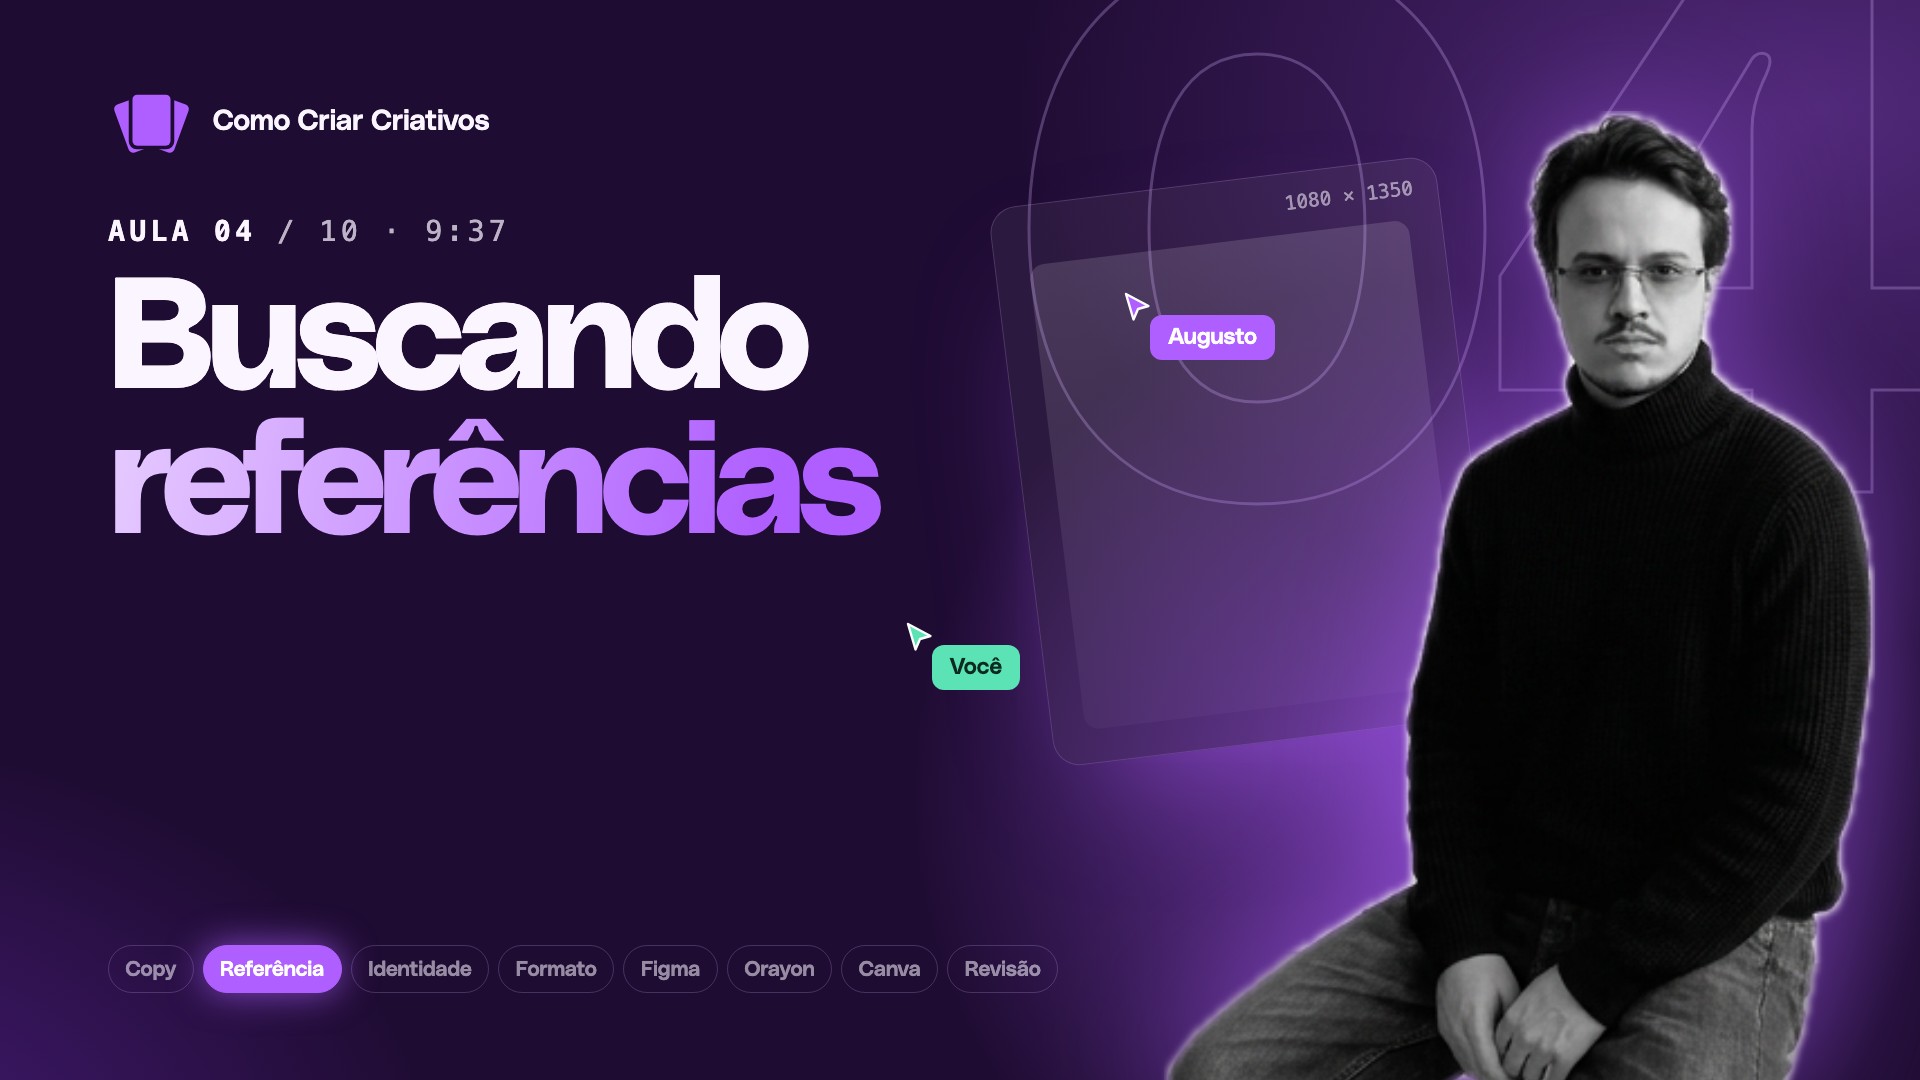 Como Criar Criativos
AULA 04 / 10 · 9:37
Buscando
referências
04
1080 × 1350
Augusto
Você
Copy
Referência
Identidade
Formato
Figma
Orayon
Canva
Revisão